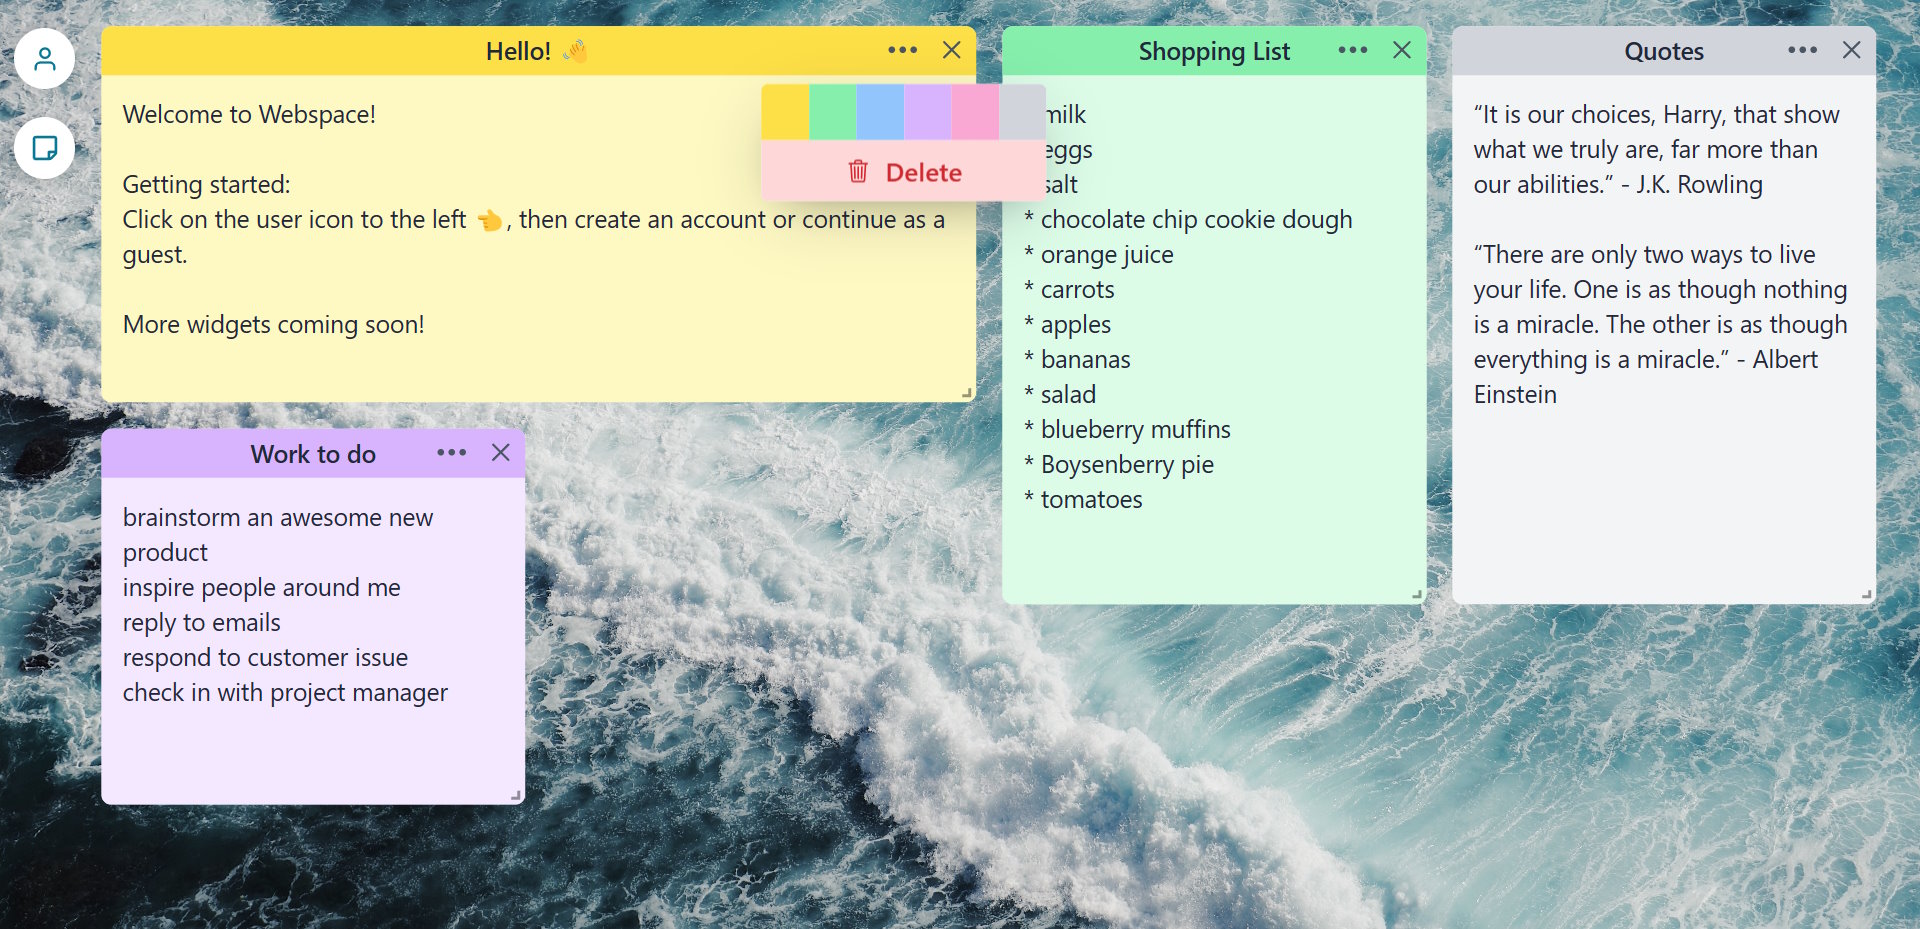 Hello! 👋
Welcome to Webspace!
Getting started:
Click on the user icon to the left 👈, then create an account or continue as a
guest.
More widgets coming soon!
Delete
Shopping List
milk
eggs
salt
* chocolate chip cookie dough
* orange juice
* carrots
* apples
* bananas
* salad
* blueberry muffins
* Boysenberry pie
* tomatoes
Quotes
“It is our choices, Harry, that show
what we truly are, far more than
our abilities.” - J.K. Rowling
“There are only two ways to live
your life. One is as though nothing
is a miracle. The other is as though
everything is a miracle.” - Albert
Einstein
Work to do
brainstorm an awesome new
product
inspire people around me
reply to emails
respond to customer issue
check in with project manager